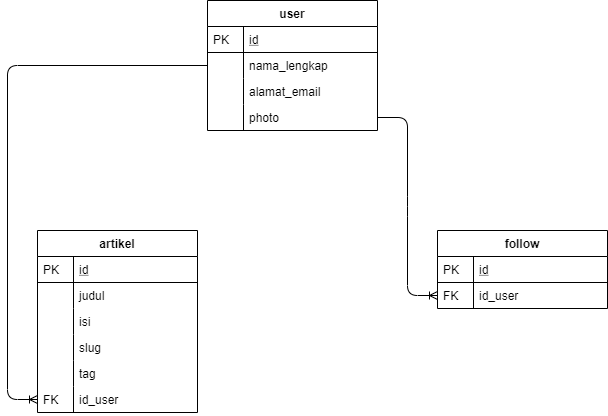 user
PK id
nama_lengkap
alamat_email
photo
artikel
PK id
judul
isi
slug
tag
FK id_user
follow
PK id
FK id_user